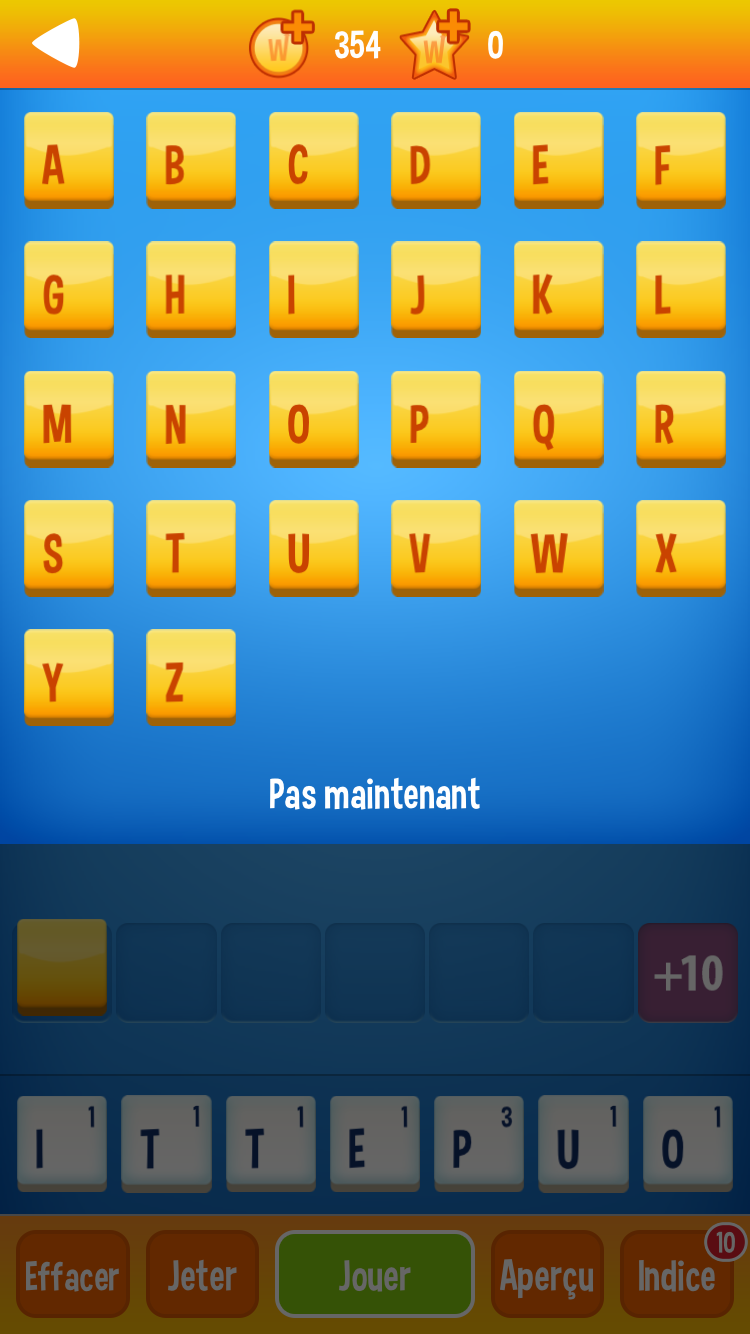 W 354 W 0
A B C D E F
G H I J K L
M N O P Q R
S T U V W X
Y Z
Pas maintenant
+10
I 1 T 1 T 1 E 1 P 3 U 1 O 1
Effacer Jeter Jouer Aperçu Indice 10